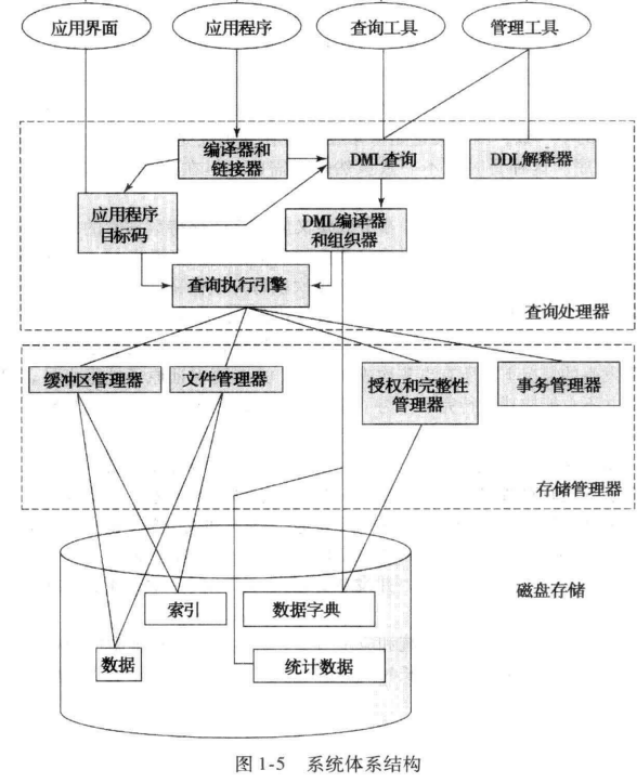 应用界面
应用程序
查询工具
管理工具
编译器和
链接器
DML查询
DDL解释器
应用程序
目标码
DML编译器
和组织器
查询执行引擎
查询处理器
缓冲区管理器
文件管理器
授权和完整性
管理器
事务管理器
存储管理器
磁盘存储
索引
数据字典
数据
统计数据
图1-5 系统体系结构